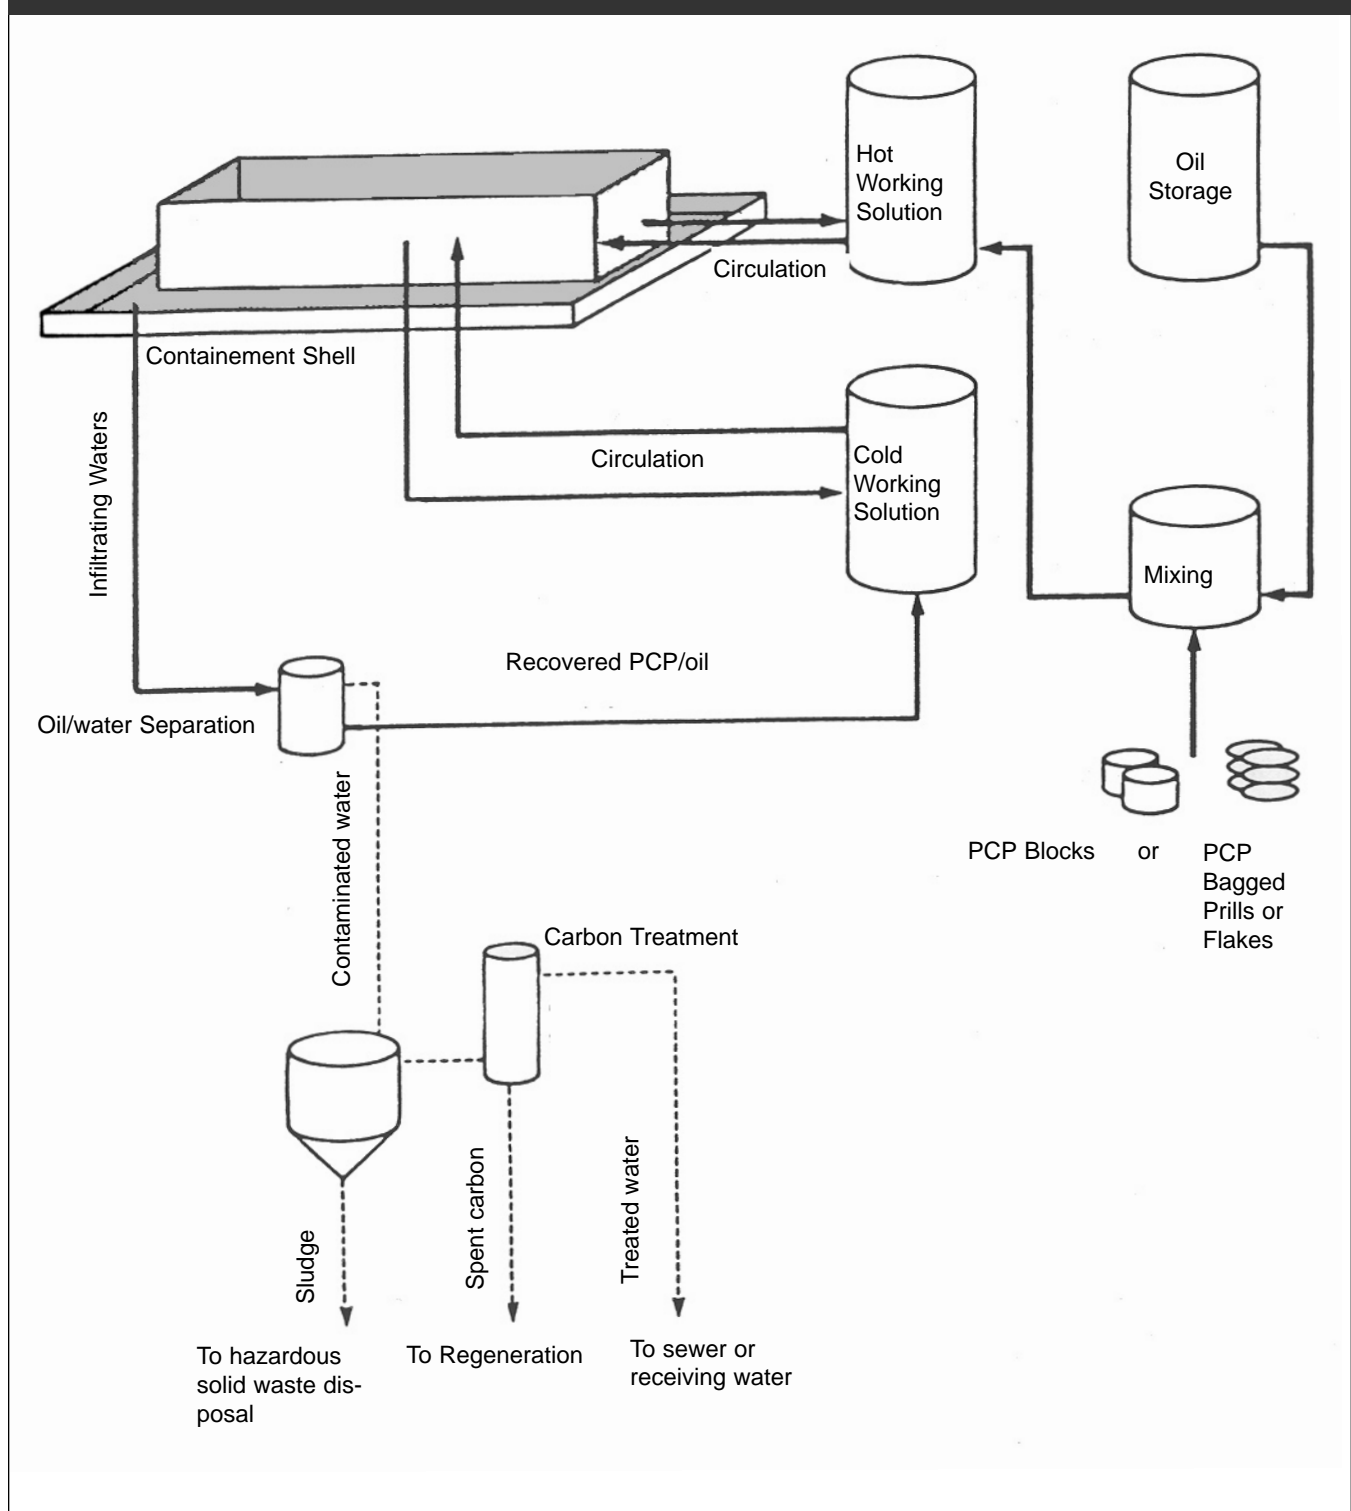 Hot
Working
Solution
Oil
Storage
Circulation
Containement Shell
Infiltrating Waters
Circulation
Cold
Working
Solution
Mixing
Recovered PCP/oil
Oil/water Separation
Contaminated water
PCP Blocks or PCP
Bagged
Prills or
Flakes
Carbon Treatment
Sludge
Spent carbon
Treated water
To hazardous
solid waste dis-
posal
To Regeneration
To sewer or
receiving water